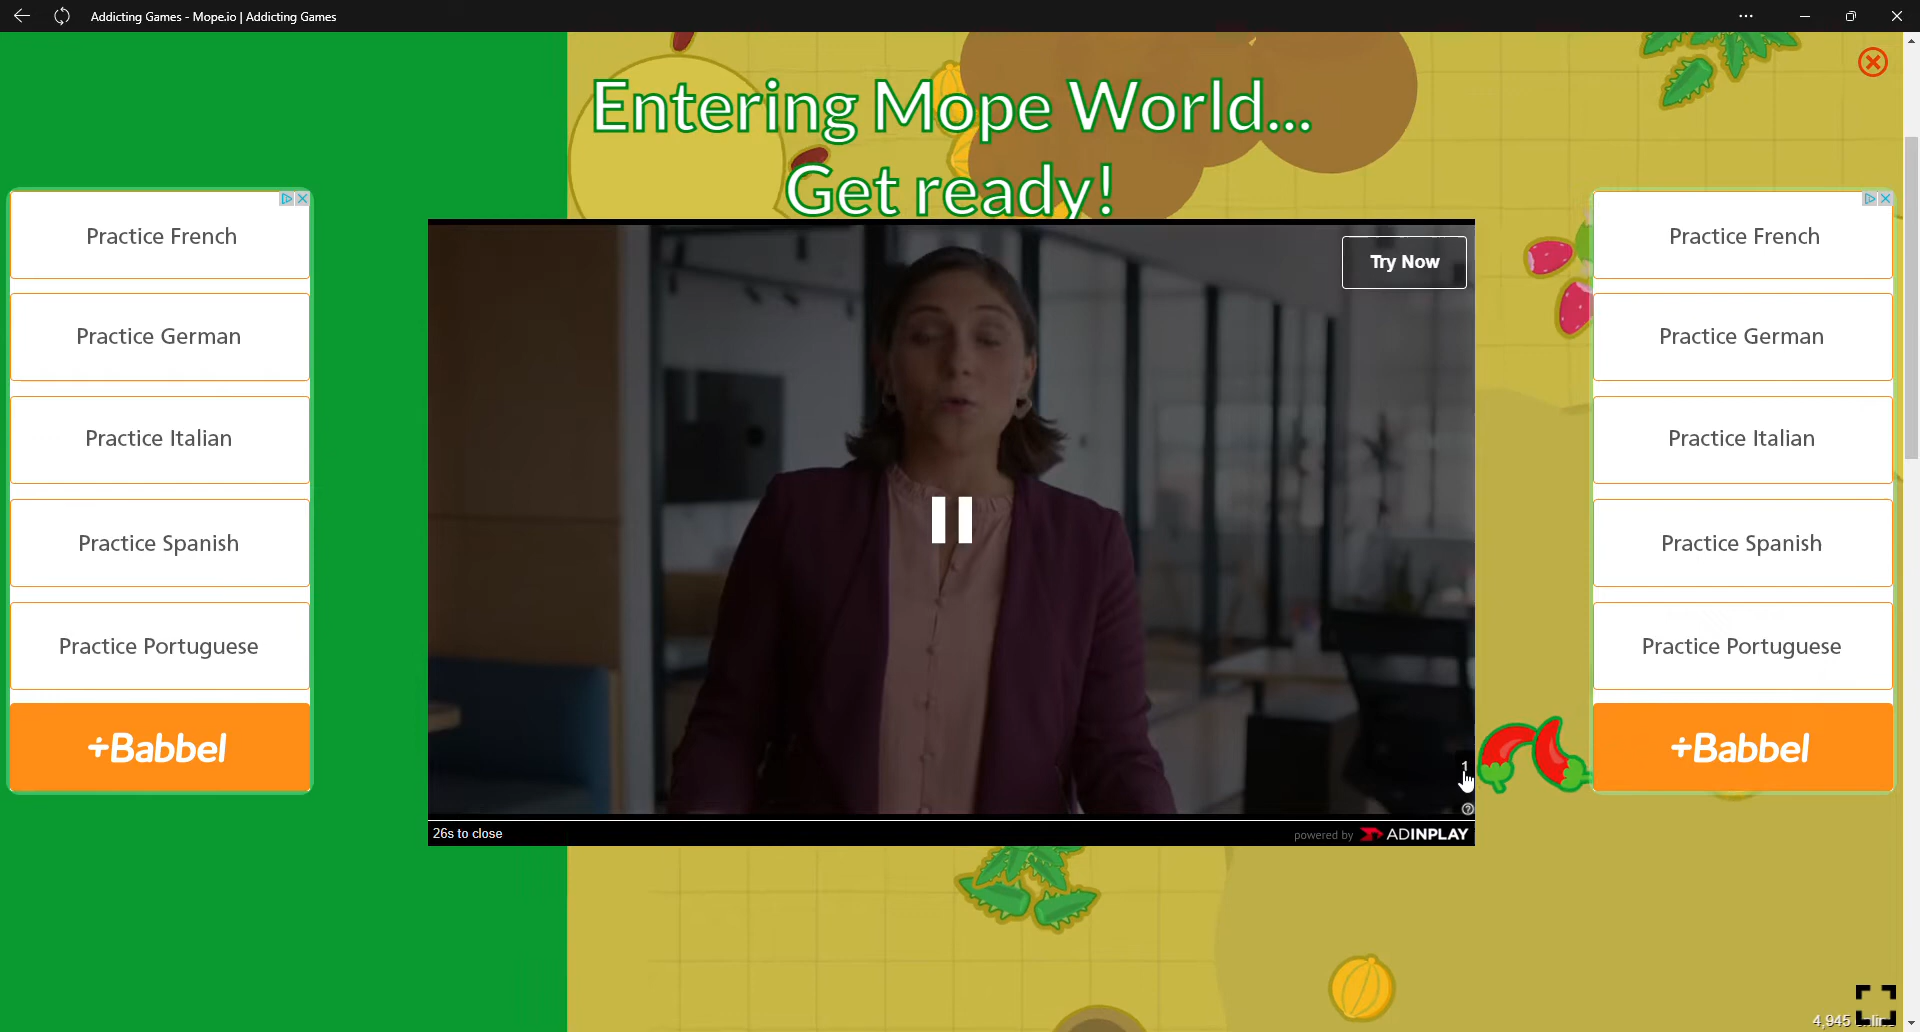 Addicting Games - Mope.io | Addicting Games
Entering Mope World...
Get ready!
Practice French
Practice German
Practice Italian
Practice Spanish
Practice Portuguese
+Babbel
Try Now
1
26s to close
powered by ADINPLAY
Practice French
Practice German
Practice Italian
Practice Spanish
Practice Portuguese
+Babbel
4,945